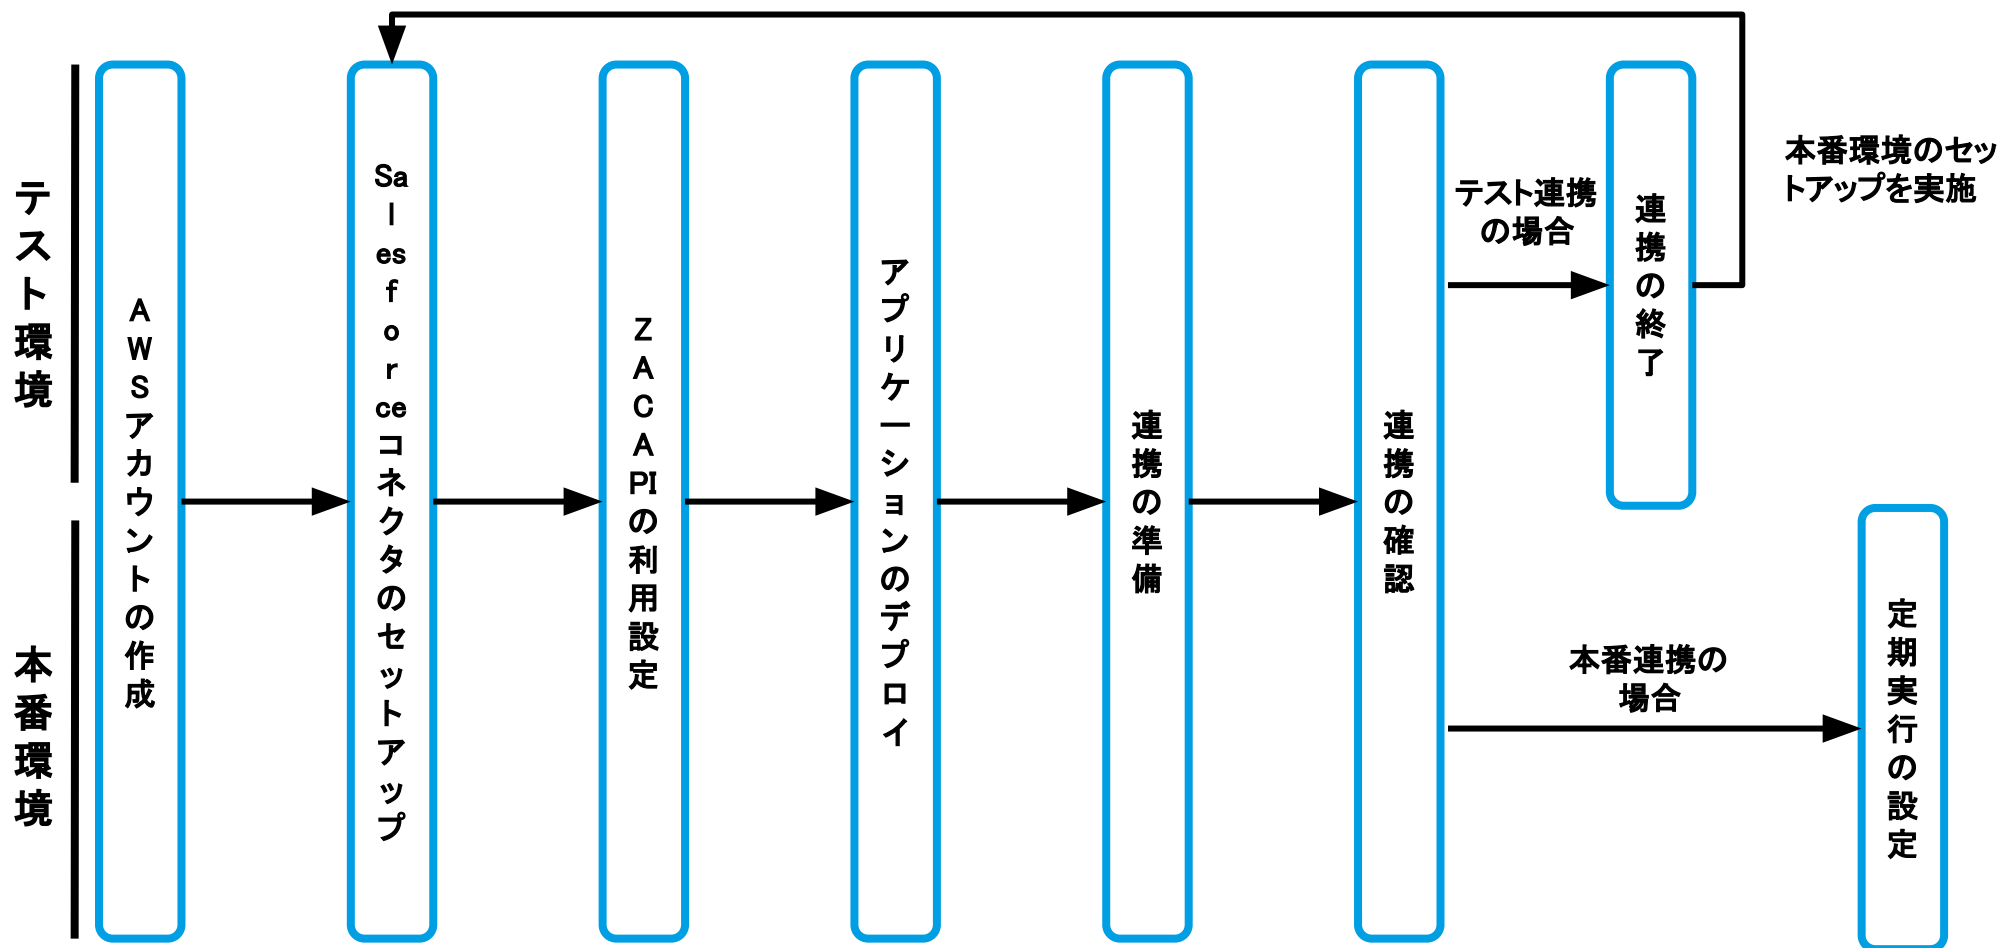 テスト環境
本番環境
AWSアカウントの作成
Salesforceコネクタのセットアップ
ZACAPIの利用設定
アプリケーションのデプロイ
連携の準備
連携の確認
テスト連携
の場合
連携の終了
本番環境のセッ
トアップを実施
本番連携の
場合
定期実行の設定